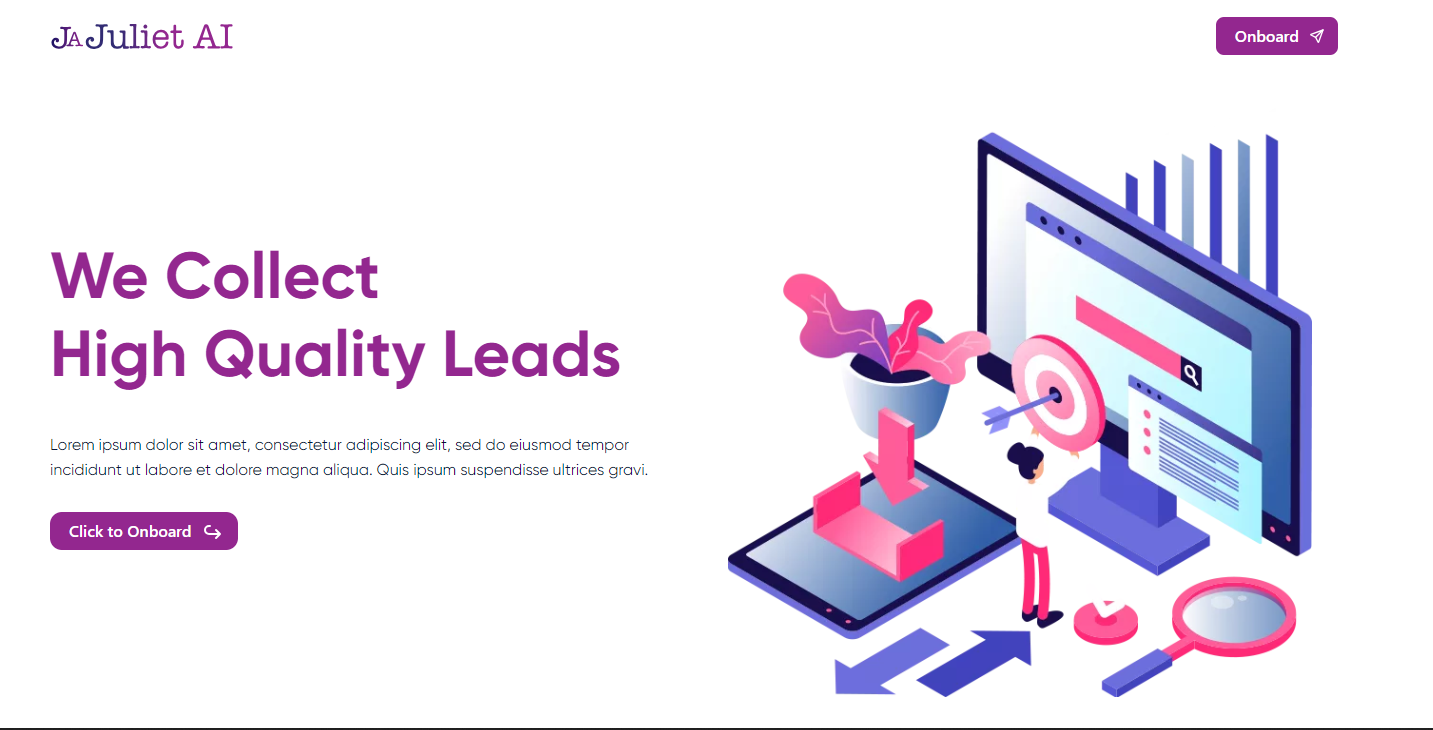 JA Juliet AI
Onboard
We Collect
High Quality Leads
Lorem ipsum dolor sit amet, consectetur adipiscing elit, sed do eiusmod tempor
incididunt ut labore et dolore magna aliqua. Quis ipsum suspendisse ultrices gravi.
Click to Onboard